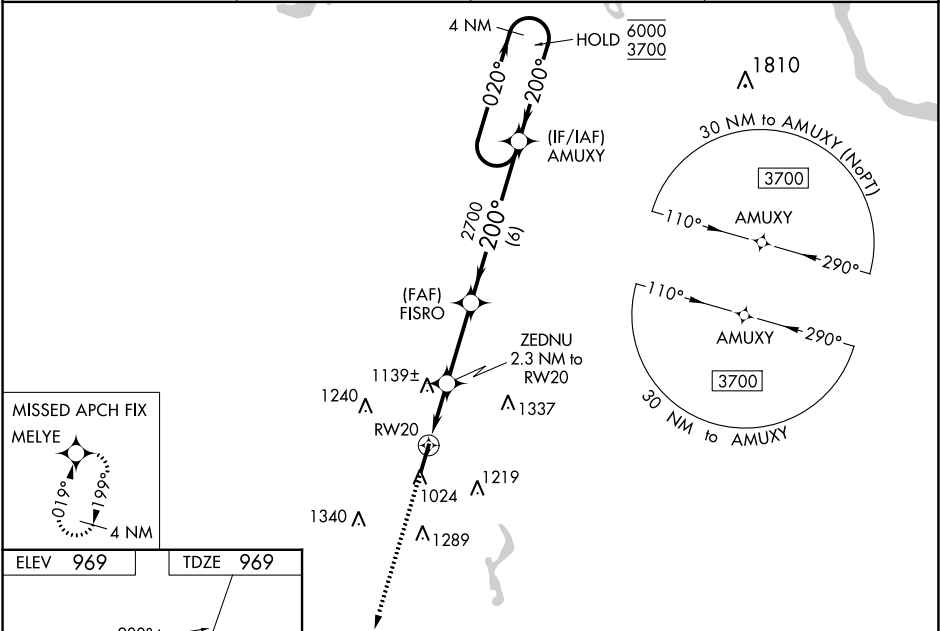 4 NM
HOLD
6000
3700
020°
200°
1810
(IF/IAF)
AMUXY
30 NM to AMUXY (NoPT)
3700
AMUXY
110°
290°
2700
200°
(6)
(FAF)
FISRO
110°
290°
AMUXY
3700
30 NM to AMUXY
ZEDNU
2.3 NM to
RW20
1139±
1240
1337
RW20
1024
1219
1340
1289
MISSED APCH FIX
MELYE
019°
199°
4 NM
ELEV 969
TDZE 969